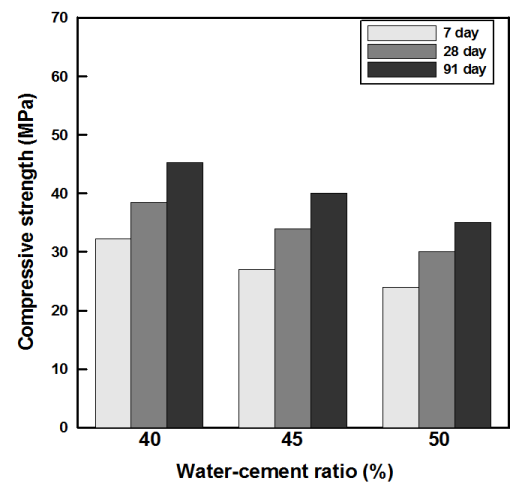 70
60
50
40
30
20
10
0
Compressive strength (MPa)
7 day
28 day
91 day
40 45 50
Water-cement ratio (%)